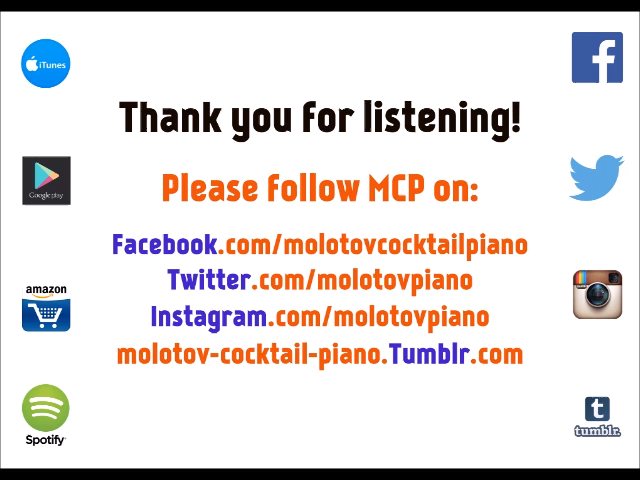 iTunes
Thank you for listening!
Google play
Please follow MCP on:
Facebook.com/molotovcocktailpiano
Twitter.com/molotovpiano
amazon
Instagram.com/molotovpiano
molotov-cocktail-piano.Tumblr.com
Spotify
tumblr.